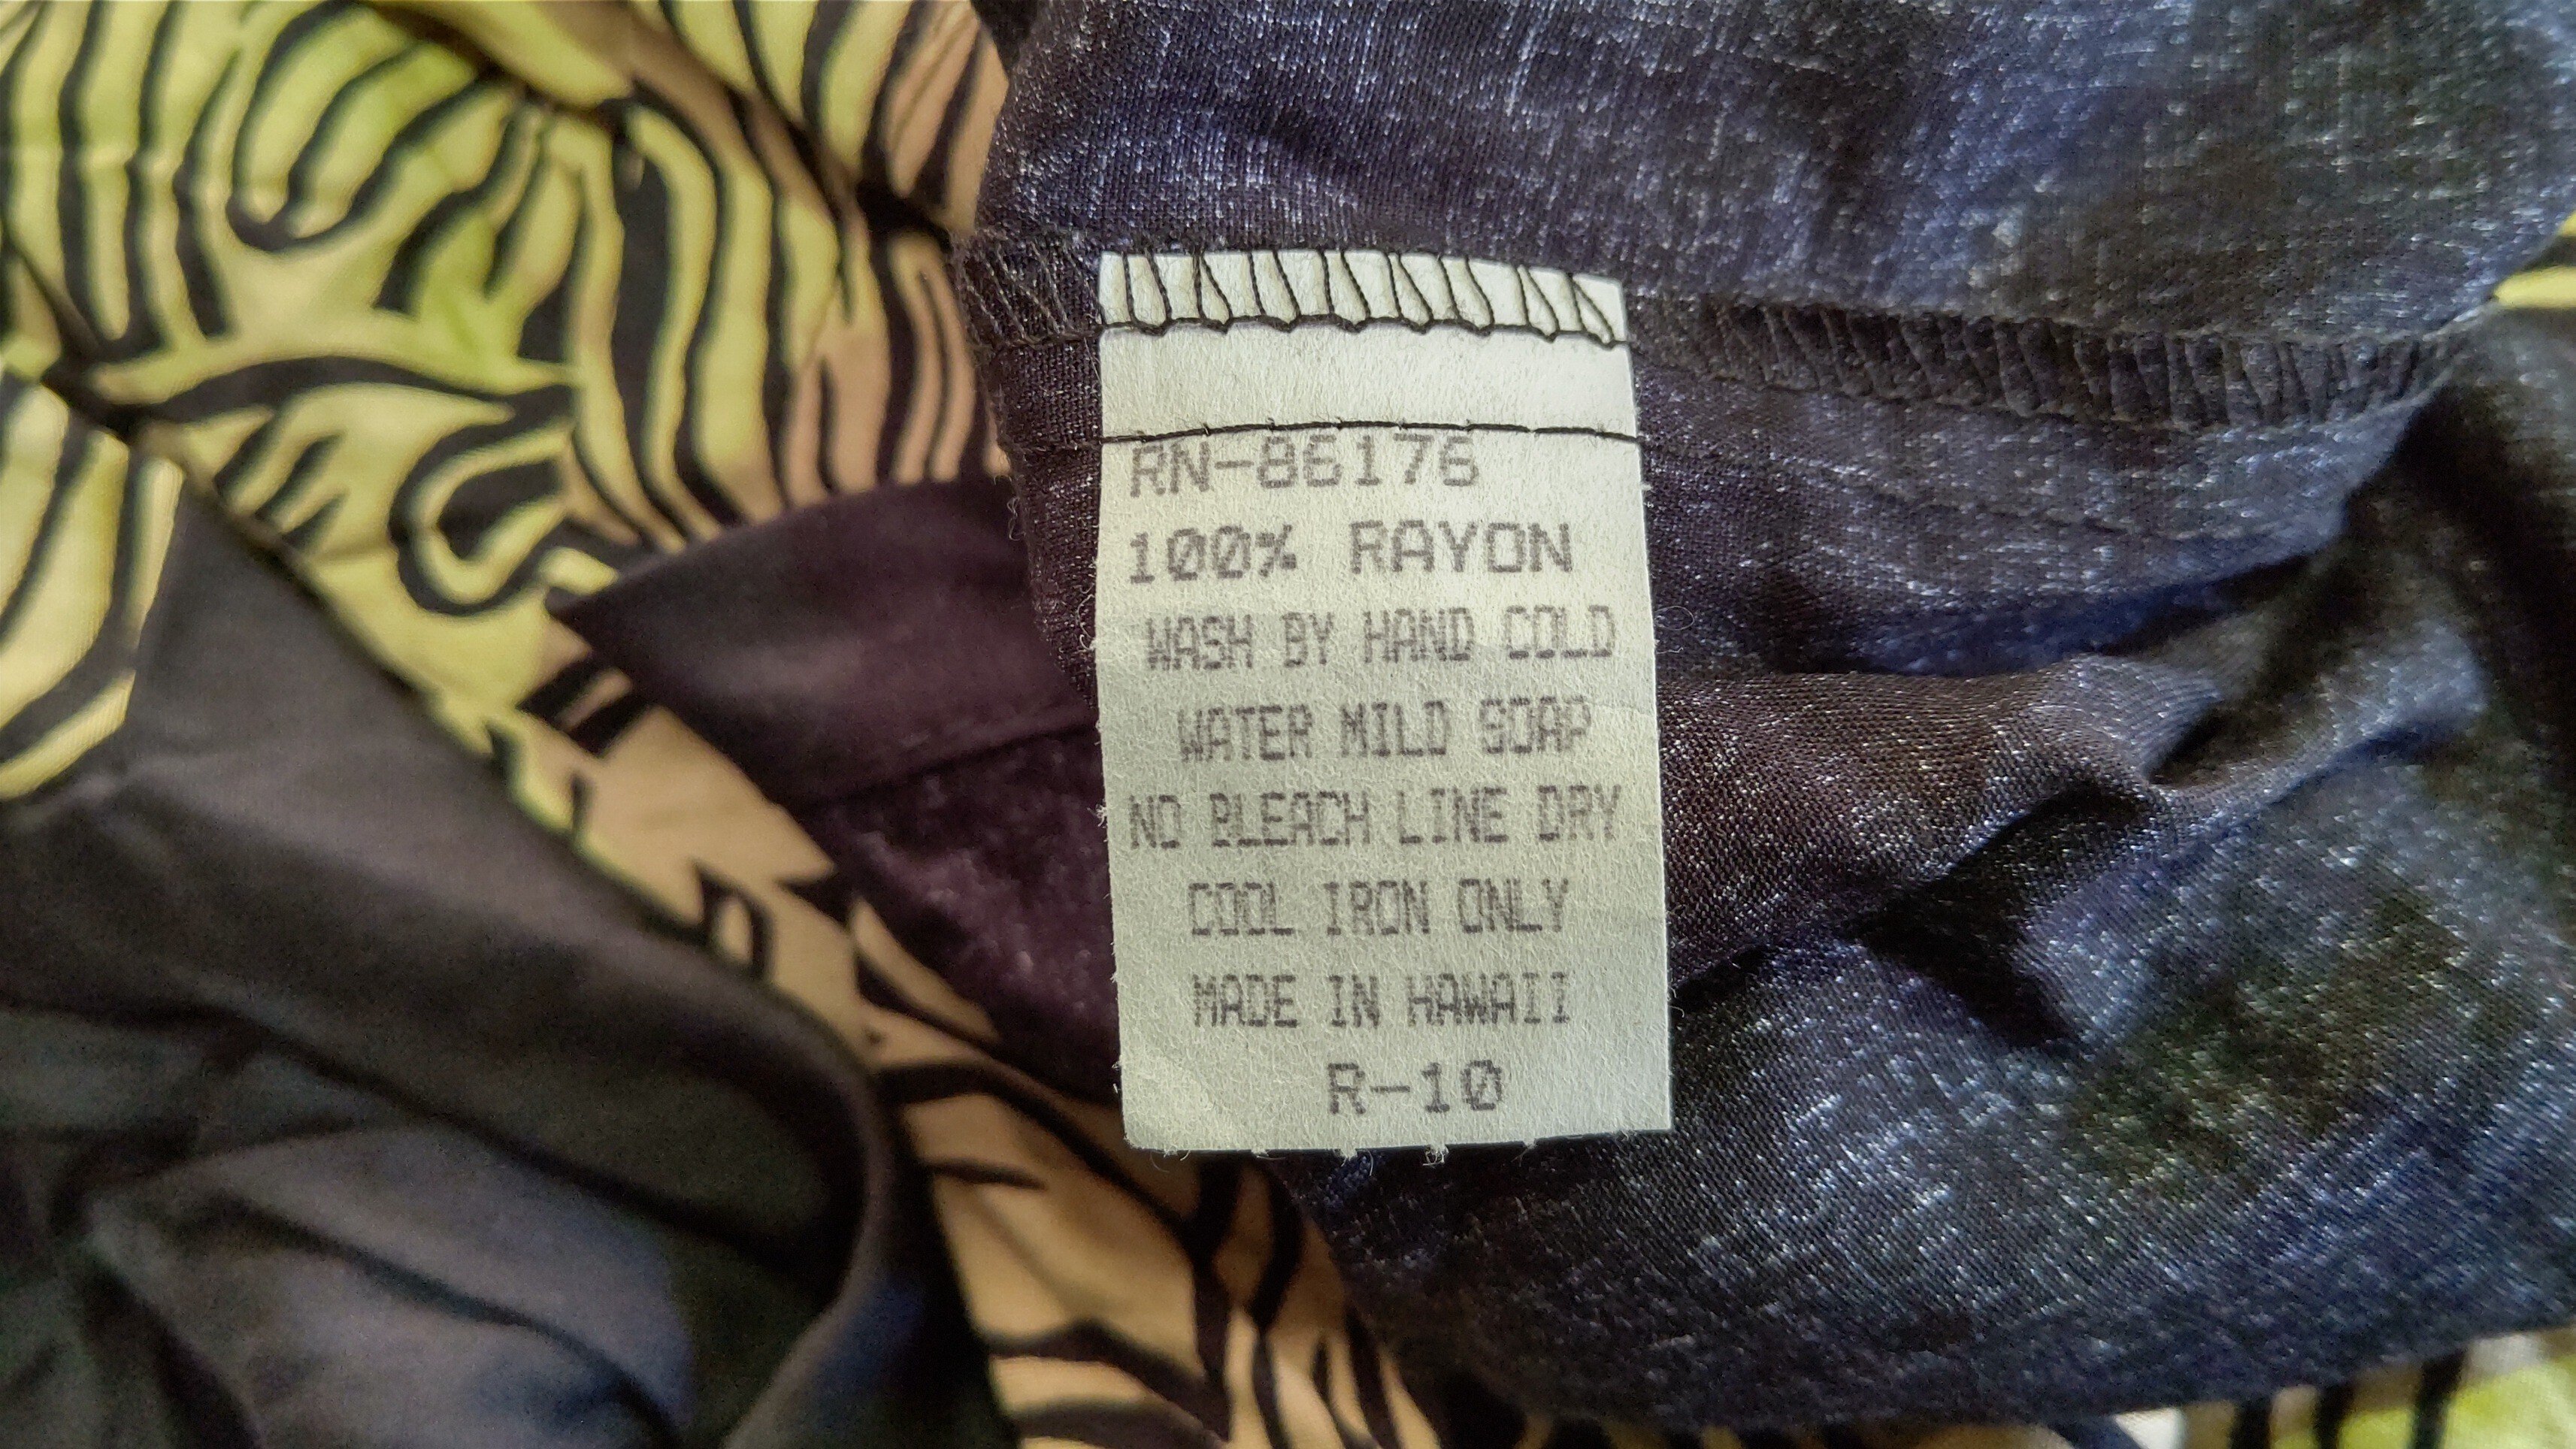 RN-86176
100% RAYON
WASH BY HAND COLD
WATER MILD SOAP
NO BLEACH LINE DRY
COOL IRON ONLY
MADE IN HAWAII
R-10